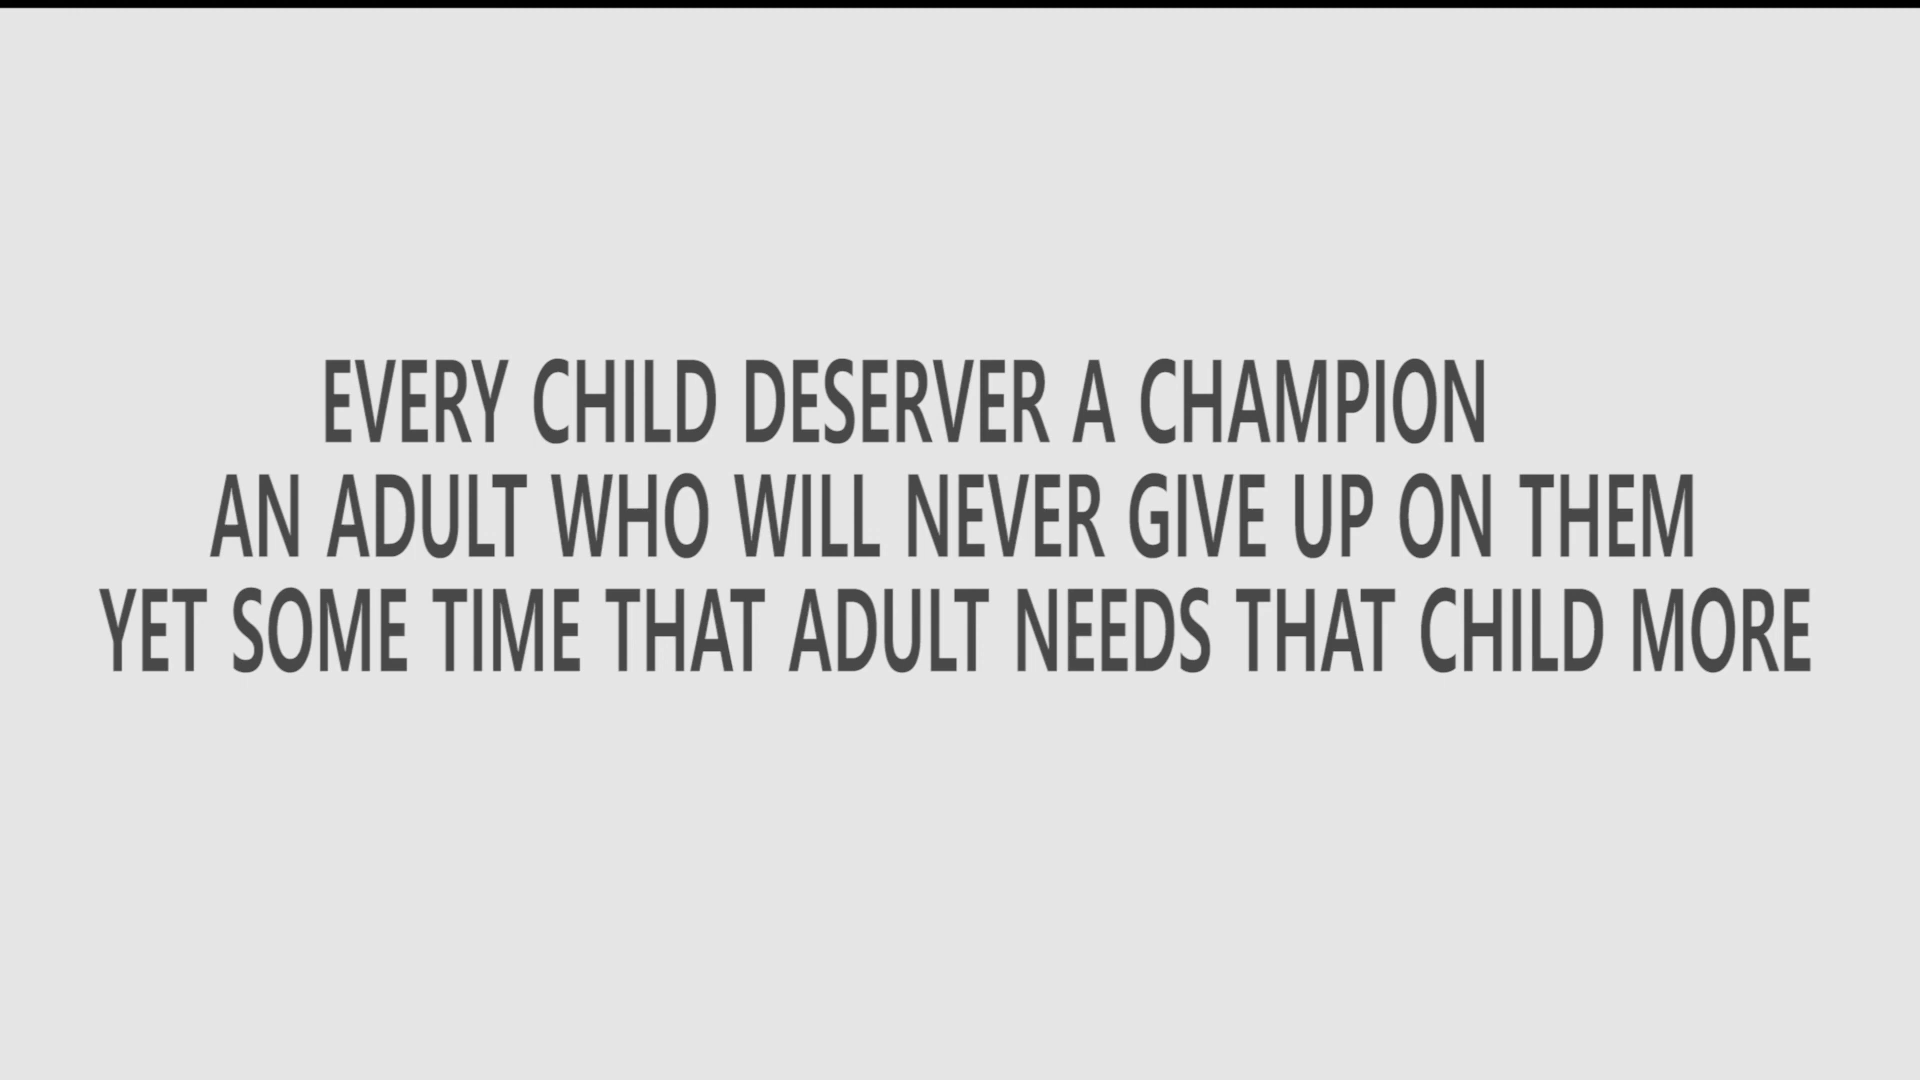 EVERY CHILD DESERVER A CHAMPION
AN ADULT WHO WILL NEVER GIVE UP ON THEM
YET SOME TIME THAT ADULT NEEDS THAT CHILD MORE